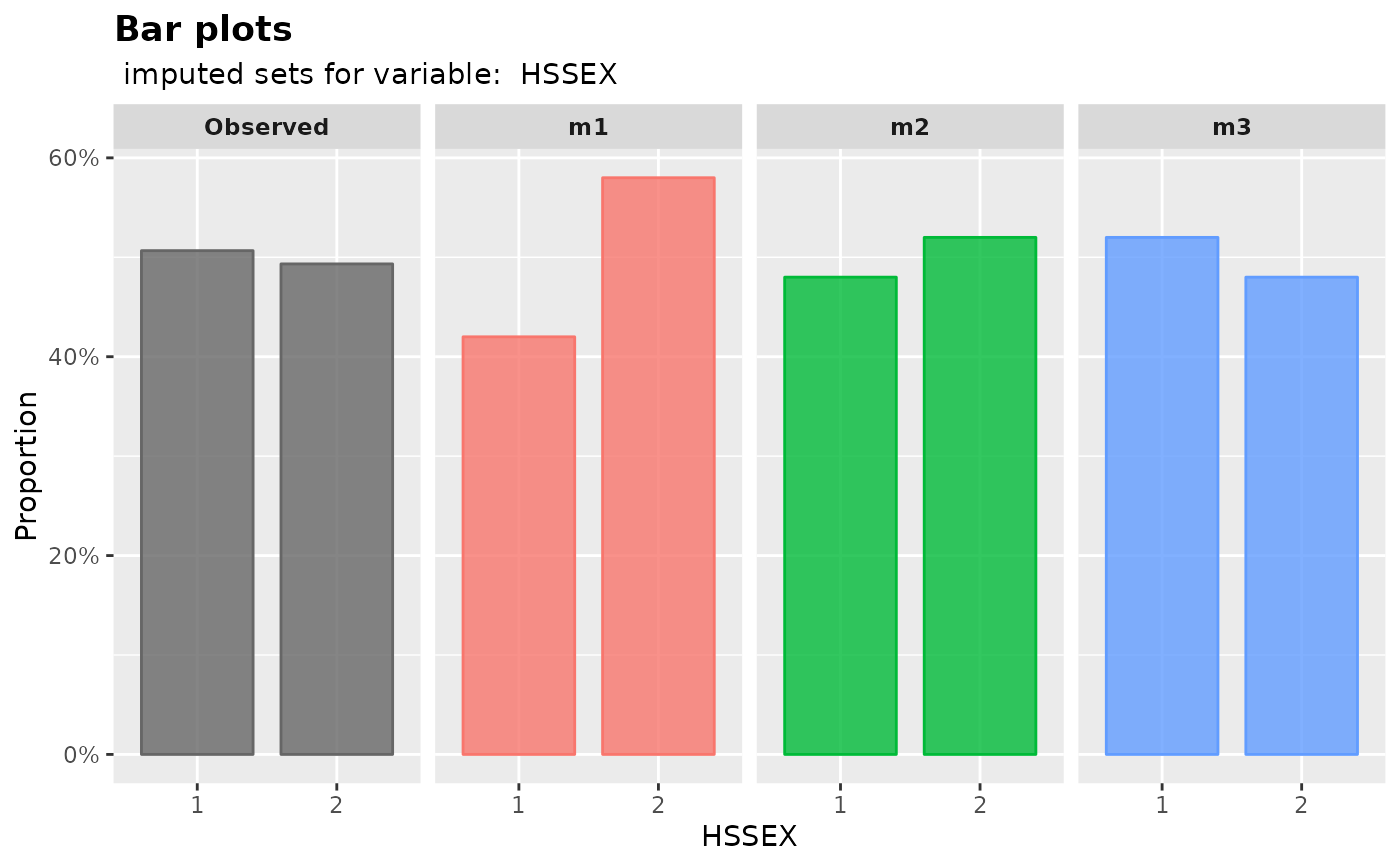 Bar plots
imputed sets for variable:  HSSEX
Observed m1 m2 m3
60%
40%
20%
0%
Proportion
1 2 1 2 1 2 1 2
HSSEX